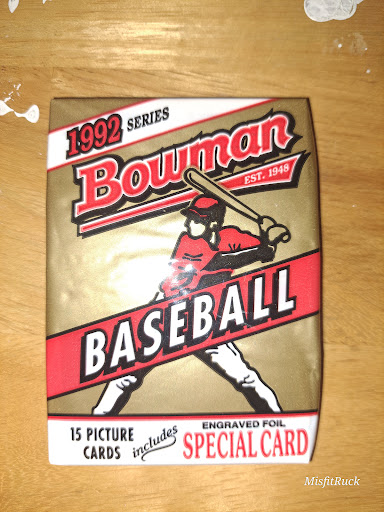 1992 SERIES
Bowman
EST. 1948
BASEBALL
15 PICTURE
CARDS includes
ENGRAVED FOIL
SPECIAL CARD
MisfitRuck